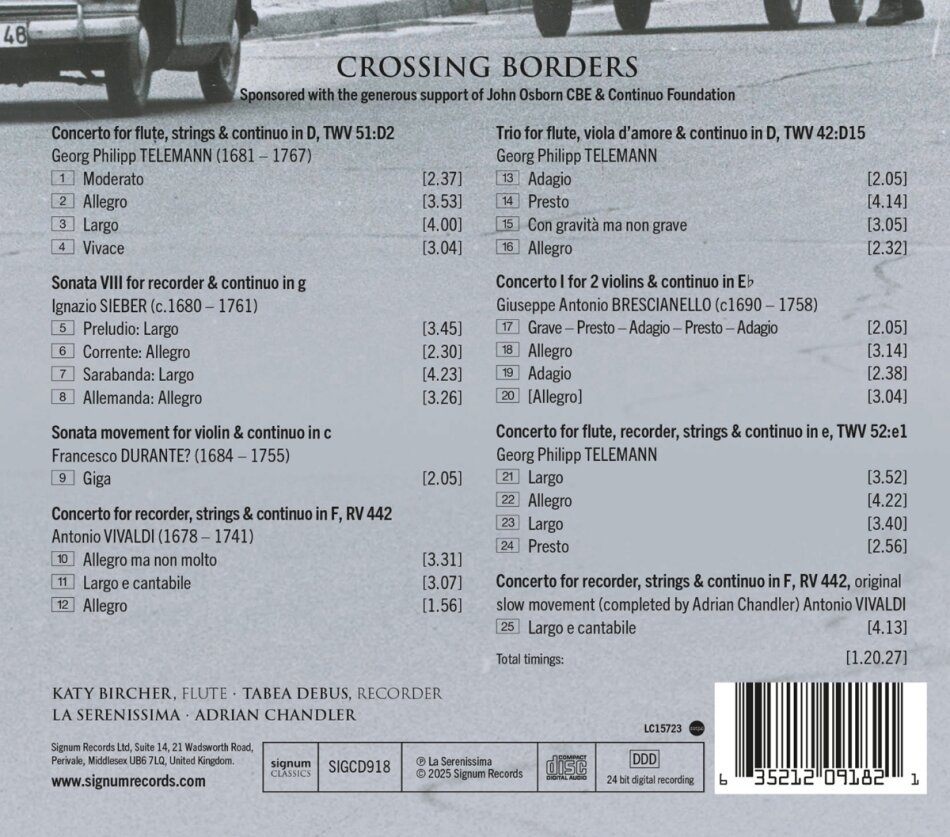 48
CROSSING BORDERS
Sponsored with the generous support of John Osborn CBE & Continuo Foundation
Concerto for flute, strings & continuo in D, TWV 51:D2
Georg Philipp TELEMANN (1681 – 1767)
1 Moderato [2.37]
2 Allegro [3.53]
3 Largo [4.00]
4 Vivace [3.04]
Sonata VIII for recorder & continuo in g
Ignazio SIEBER (c.1680 – 1761)
5 Preludio: Largo [3.45]
6 Corrente: Allegro [2.30]
7 Sarabanda: Largo [4.23]
8 Allemanda: Allegro [3.26]
Sonata movement for violin & continuo in c
Francesco DURANTE? (1684 – 1755)
9 Giga [2.05]
Concerto for recorder, strings & continuo in F, RV 442
Antonio VIVALDI (1678 – 1741)
10 Allegro ma non molto [3.31]
11 Largo e cantabile [3.07]
12 Allegro [1.56]
Trio for flute, viola d’amore & continuo in D, TWV 42:D15
Georg Philipp TELEMANN
13 Adagio [2.05]
14 Presto [4.14]
15 Con gravità ma non grave [3.05]
16 Allegro [2.32]
Concerto I for 2 violins & continuo in E♭
Giuseppe Antonio BRESCIANELLO (c1690 – 1758)
17 Grave – Presto – Adagio – Presto – Adagio [2.05]
18 Allegro [3.14]
19 Adagio [2.38]
20 [Allegro] [3.04]
Concerto for flute, recorder, strings & continuo in e, TWV 52:e1
Georg Philipp TELEMANN
21 Largo [3.52]
22 Allegro [4.22]
23 Largo [3.40]
24 Presto [2.56]
Concerto for recorder, strings & continuo in F, RV 442, original
slow movement (completed by Adrian Chandler) Antonio VIVALDI
25 Largo e cantabile [4.13]
Total timings: [1.20.27]
KATY BIRCHER, FLUTE · TABEA DEBUS, RECORDER
LA SERENISSIMA · ADRIAN CHANDLER
LC15723
Signum Records Ltd, Suite 14, 21 Wadsworth Road,
Perivale, Middlesex UB6 7LQ, United Kingdom.
www.signumrecords.com
signum
CLASSICS
SIGCD918
℗ La Serenissima
© 2025 Signum Records
COMPACT
disc
DIGITAL AUDIO
DDD
24 bit digital recording
6 35212 09182 1